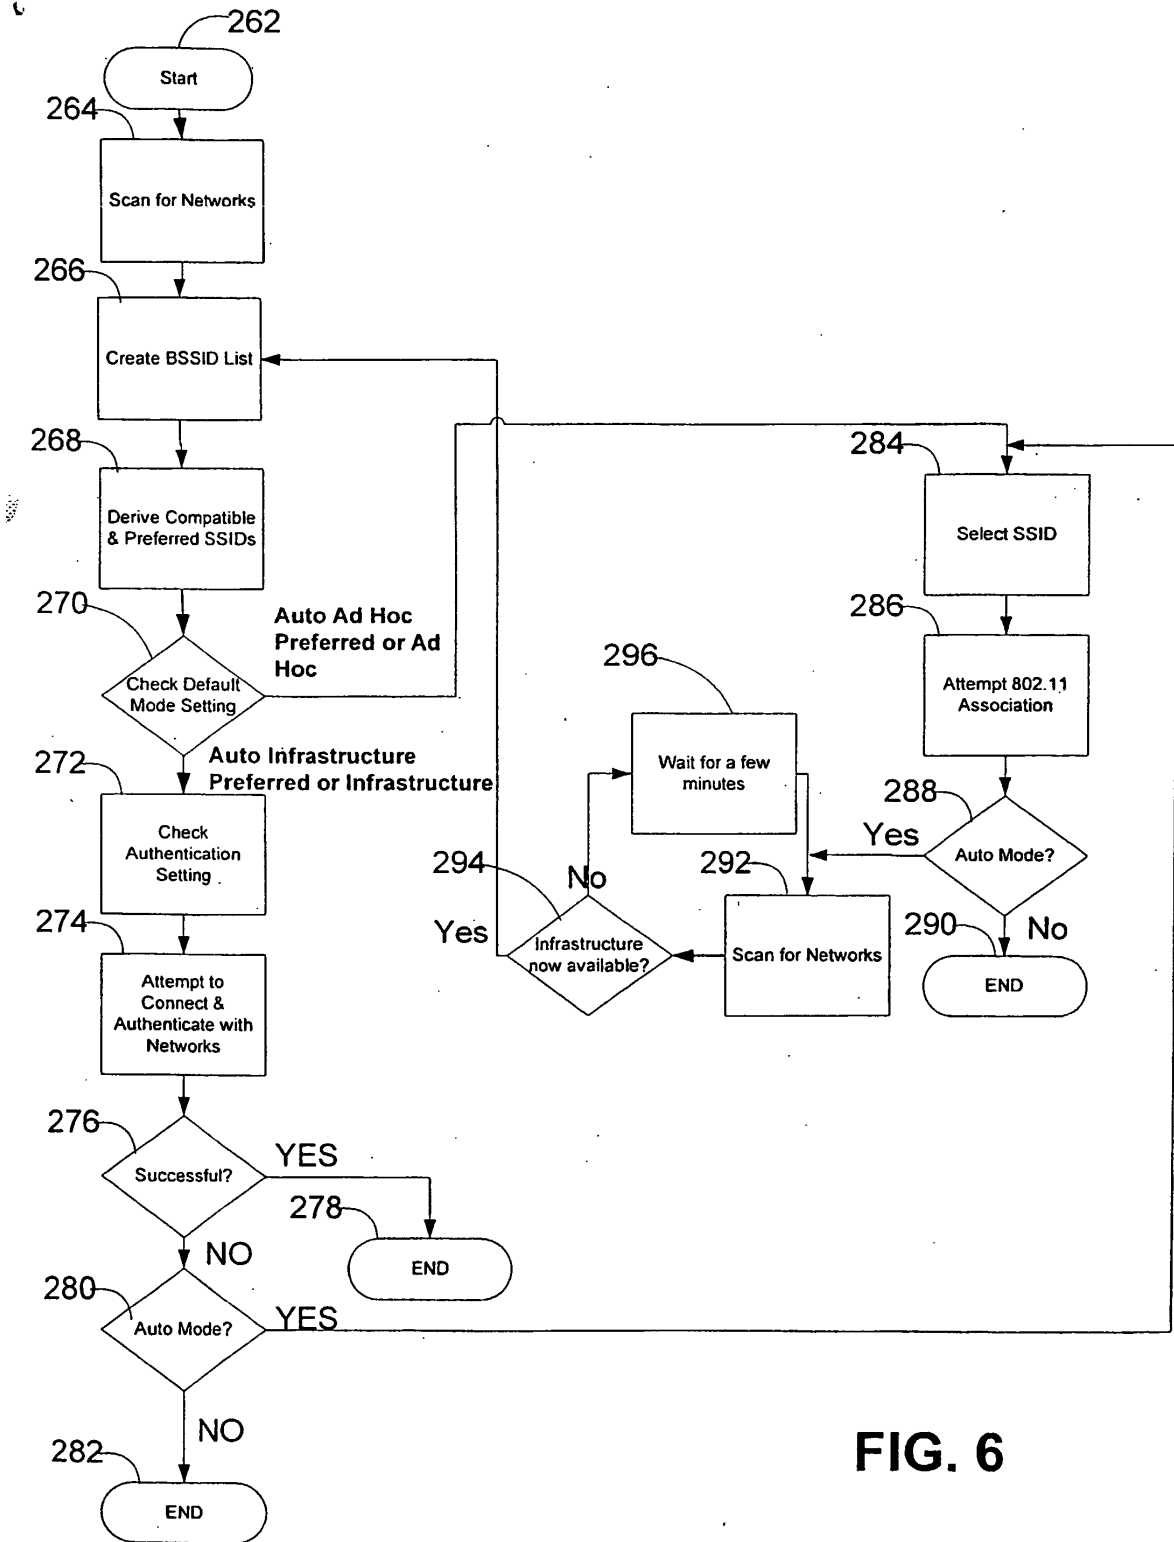 262
Start
264
Scan for Networks
266
Create BSSID List
268
Derive Compatible
& Preferred SSIDs
270
Check Default
Mode Setting
Auto Ad Hoc
Preferred or Ad
Hoc
Auto Infrastructure
Preferred or Infrastructure
272
Check
Authentication
Setting
274
Attempt to
Connect &
Authenticate with
Networks
276
Successful?
YES
278
END
NO
280
Auto Mode?
YES
NO
282
END
284
Select SSID
286
Attempt 802.11
Association
288
Auto Mode?
Yes
No
290
END
292
Scan for Networks
294
Infrastructure
now available?
Yes
No
296
Wait for a few
minutes
FIG. 6